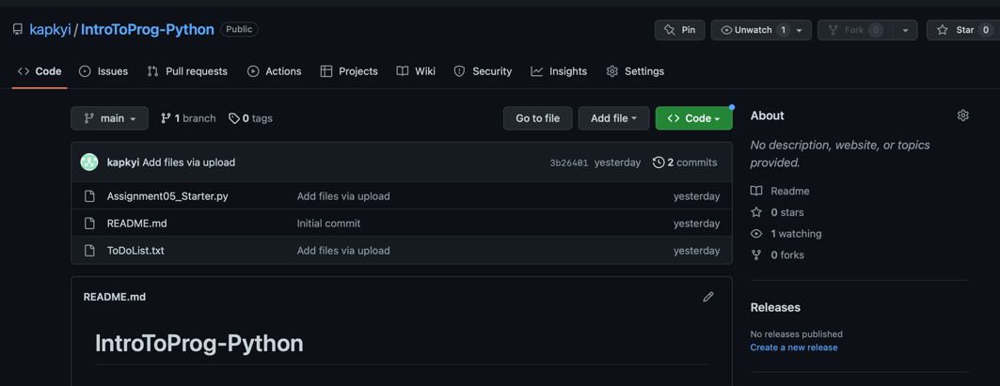 kapkyi/IntroToProg-Python Public
Pin Unwatch 1 Fork 0 Star 0
Code Issues Pull requests Actions Projects Wiki Security Insights Settings
main 1 branch 0 tags Go to file Add file Code
About
No description, website, or topics
provided.
kapkyi Add files via upload 3b26401 yesterday 2 commits
Assignment05_Starter.py Add files via upload yesterday
README.md Initial commit yesterday
ToDoList.txt Add files via upload yesterday
Readme
0 stars
1 watching
0 forks
README.md
IntroToProg-Python
Releases
No releases published
Create a new release